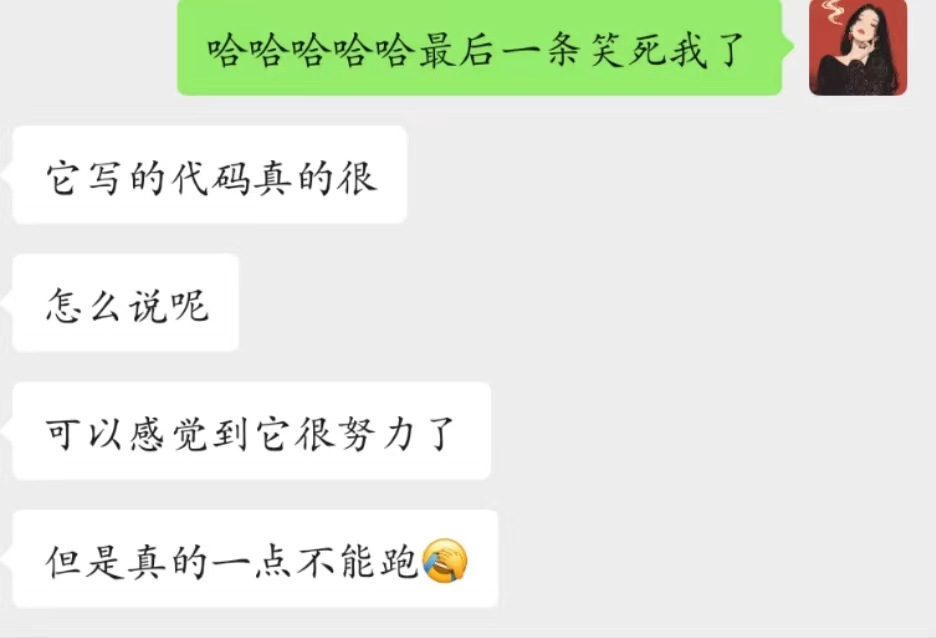 哈哈哈哈哈最后一条笑死我了
它写的代码真的很
怎么说呢
可以感觉到它很努力了
但是真的一点不能跑🤦